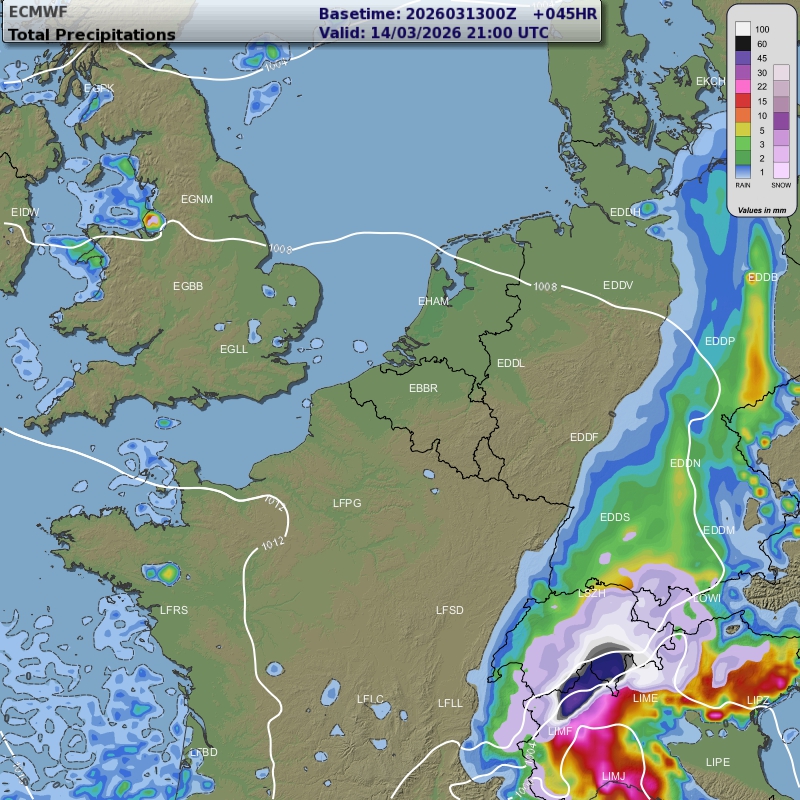 ECMWF
Basetime: 2026031300Z +045HR
Total Precipitations
Valid: 14/03/2026 21:00 UTC
100
60
45
30
22
15
10
5
3
2
1
RAIN SNOW
Values in mm
1004
EGPK
EKCH
EGNM
EIDW
EDDH
1008
EDDB
EGBB
1008
EDDV
EHAM
EGLL
EDDP
EDDL
EBBR
EDDF
EDDN
LFPG
1012
EDDS
EDDM
1012
LSZH
LOWI
LFRS
LFSD
LFLC
LFLL
LIME
LIPZ
LIMF
LFBD
1004
LIPE
LIMJ